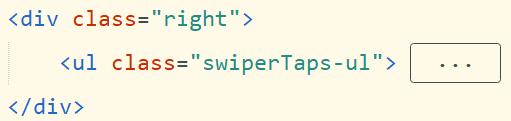 <div class="right">
<ul class="swiperTaps-ul"> ...
</div>